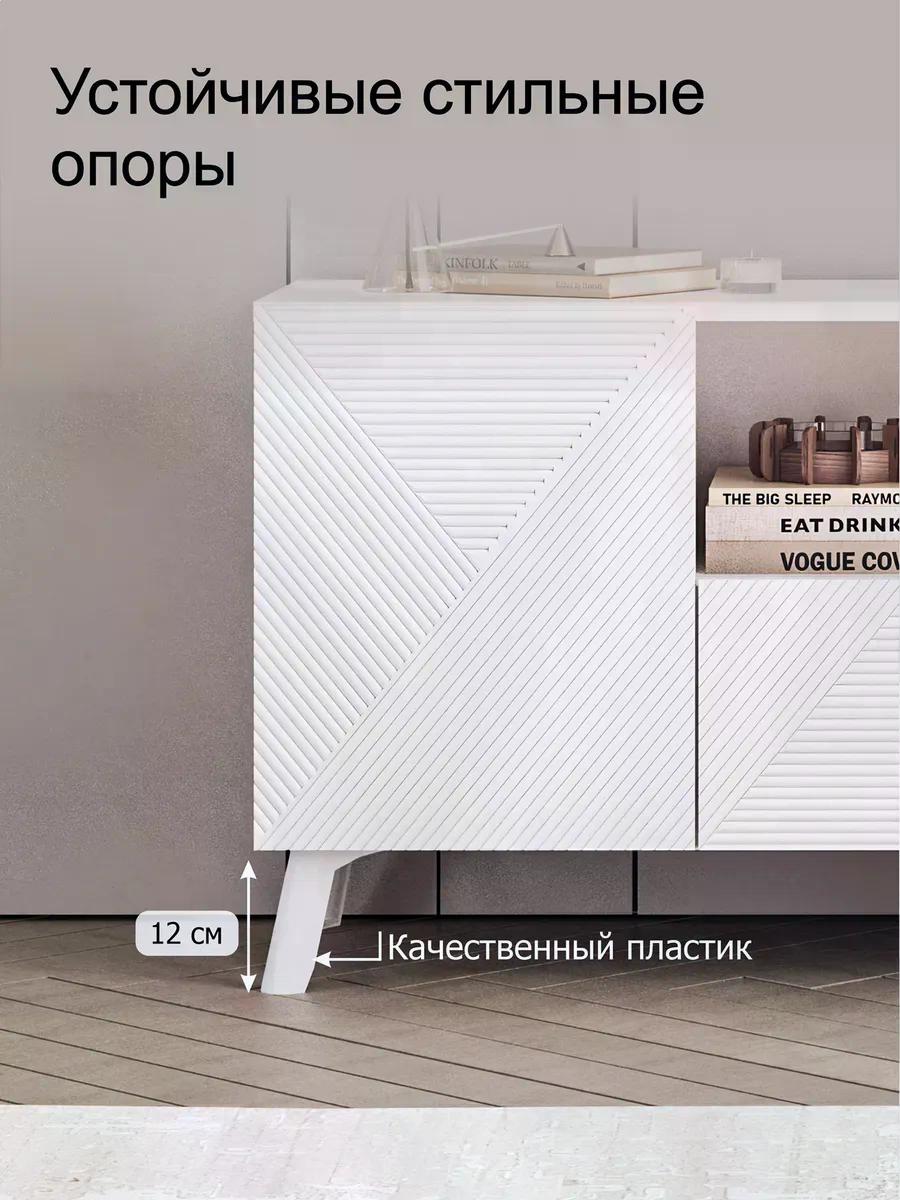 Устойчивые стильные
опоры
KINFOLK TABLE
THE BIG SLEEP RAYMO
EAT DRINK
VOGUE COV
12 см
Качественный пластик